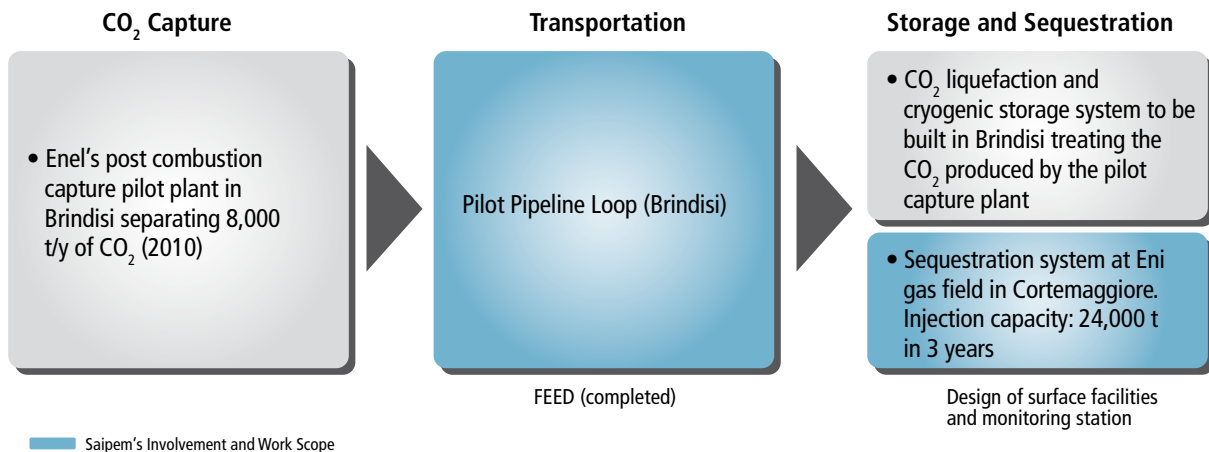 CO₂ Capture
Transportation
Storage and Sequestration
• Enel's post combustion
capture pilot plant in
Brindisi separating 8,000
t/y of CO₂ (2010)
Pilot Pipeline Loop (Brindisi)
• CO₂ liquefaction and
cryogenic storage system to be
built in Brindisi treating the
CO₂ produced by the pilot
capture plant
• Sequestration system at Eni
gas field in Cortemaggiore.
Injection capacity: 24,000 t
in 3 years
FEED (completed)
Design of surface facilities
and monitoring station
Saipem's Involvement and Work Scope